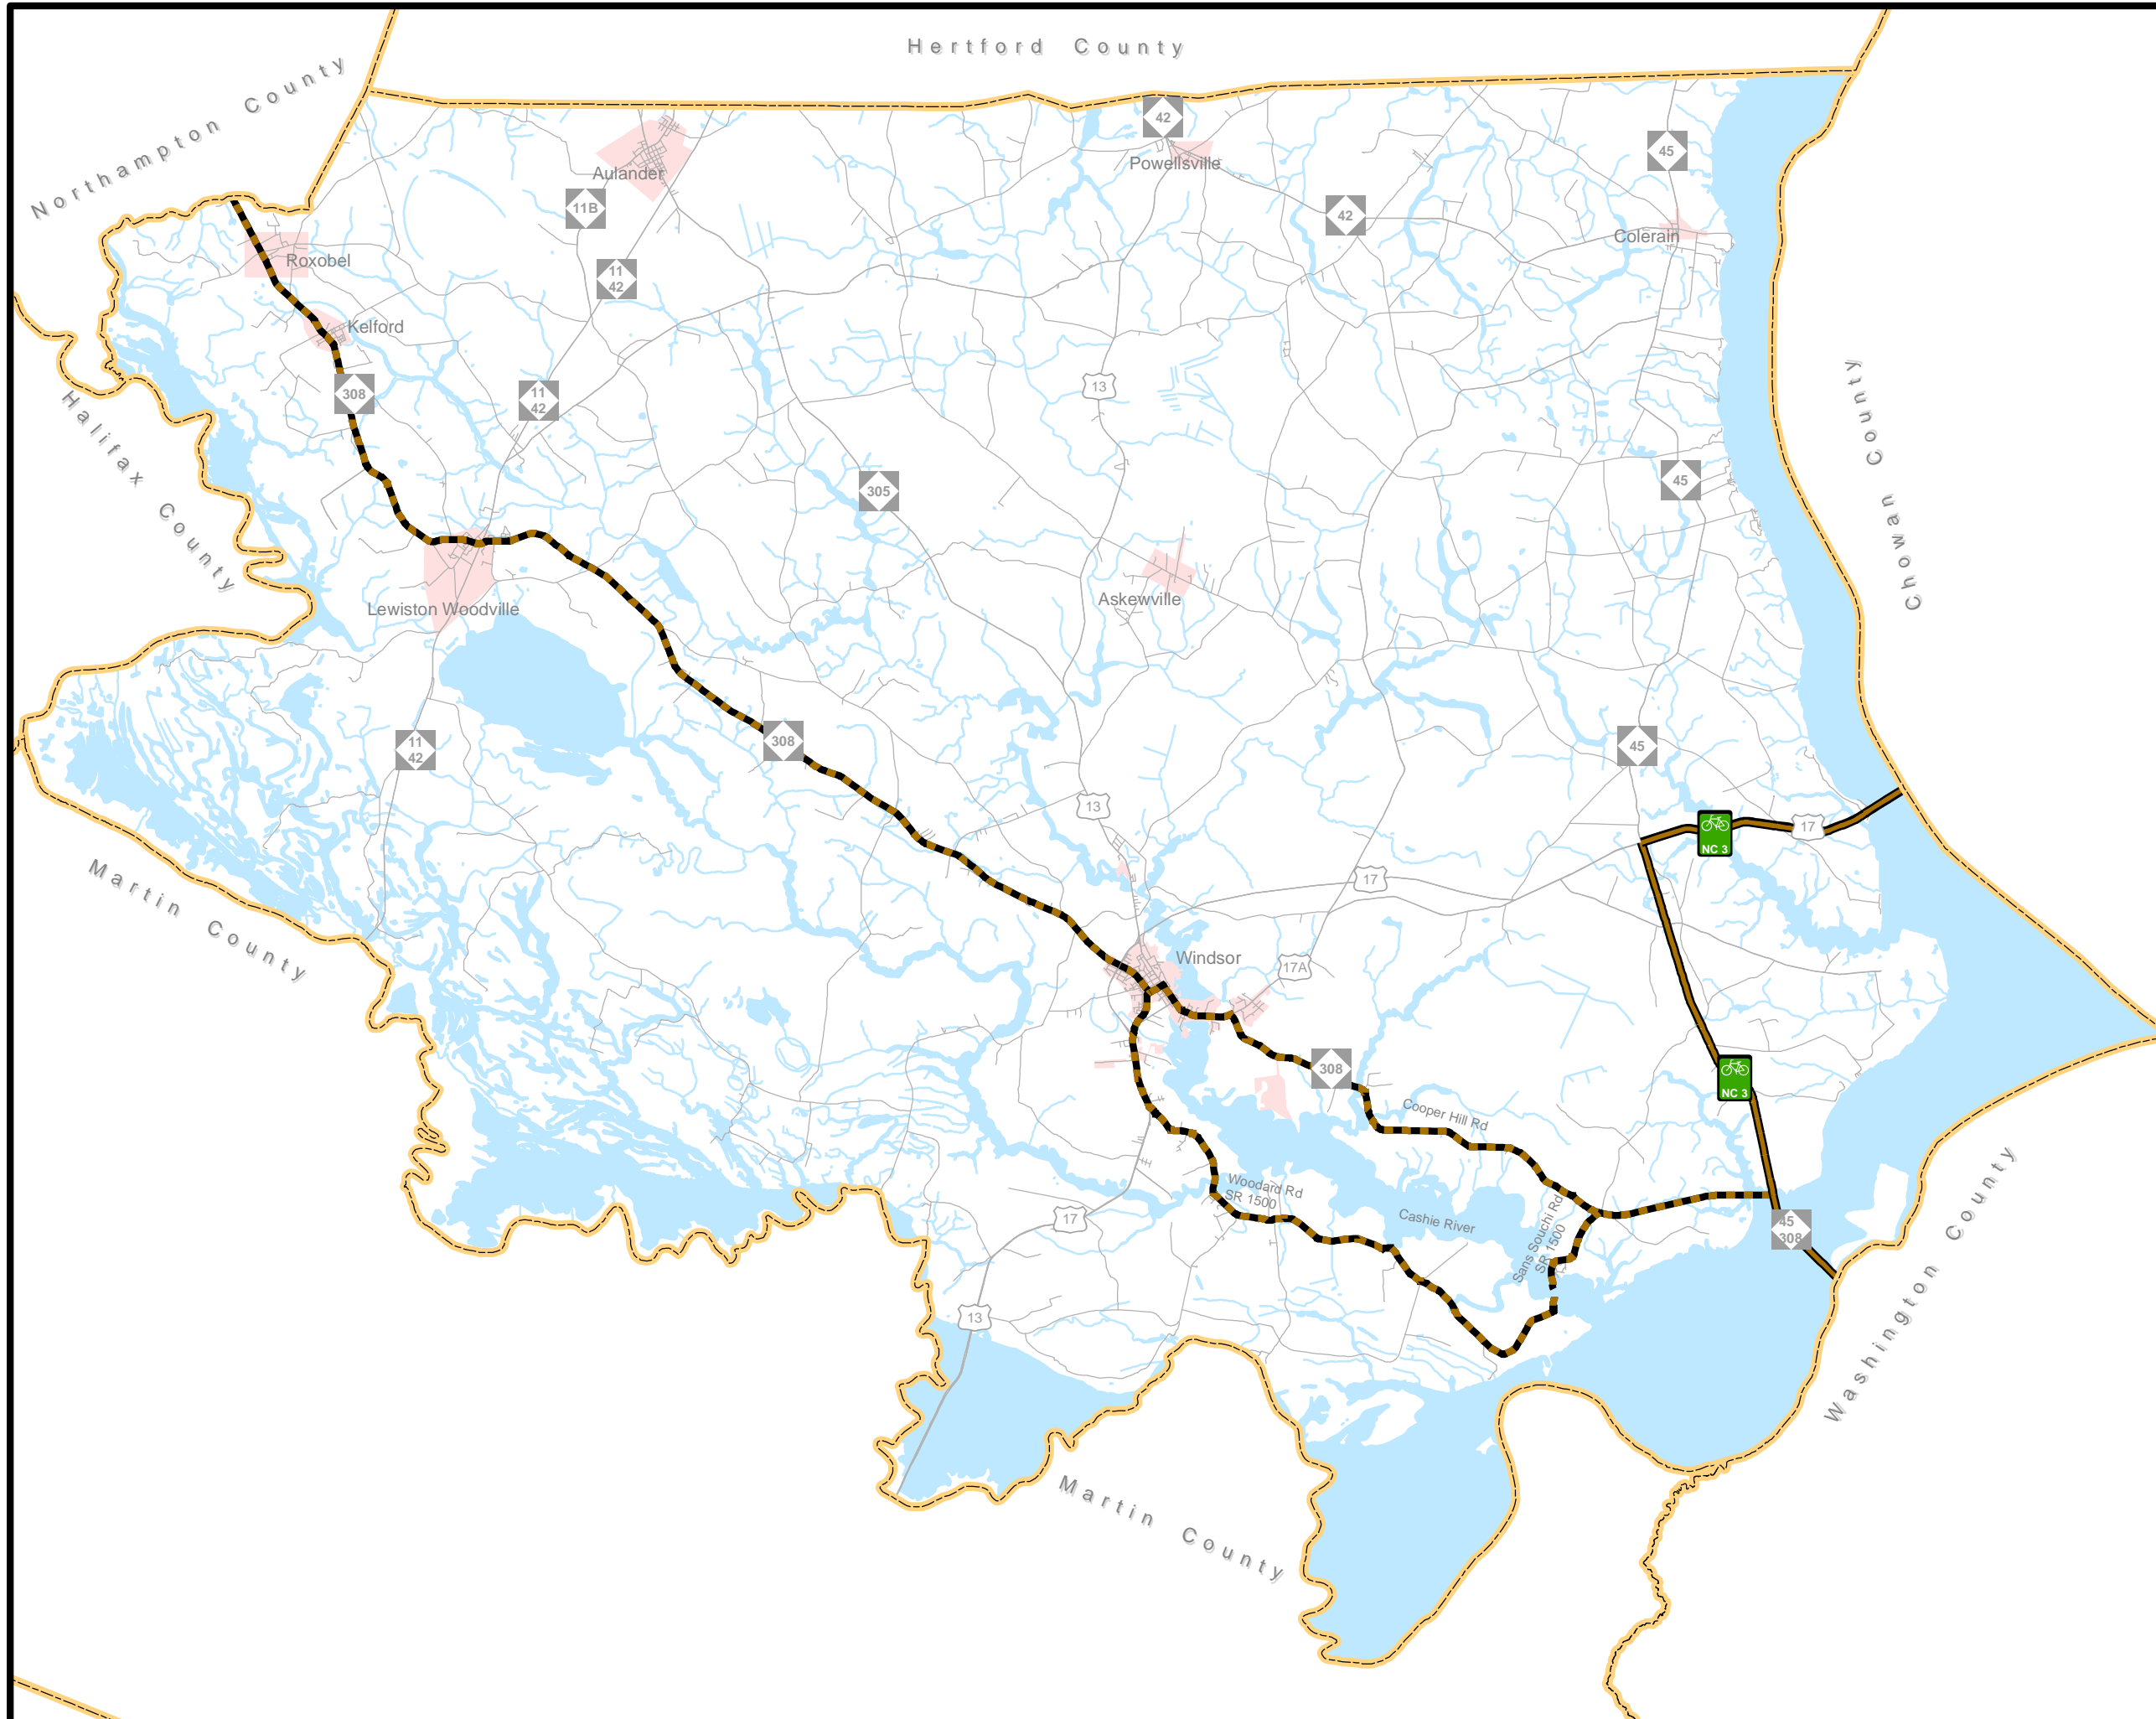 Hertford County
Northampton County
42
45
Aulander
Powellsville
11B
42
Colerain
Roxobel
11
42
Kelford
13
308
11
42
Chowan County
Halifax County
305
45
Askewville
Lewiston Woodville
308
45
11
42
13
NC 3
17
17
Martin County
Windsor
17A
308
NC 3
Cooper Hill Rd
Woodard Rd
SR 1500
Cashie River
Sans Souchi Rd
SR 1500
17
45
308
Washington County
13
Martin County